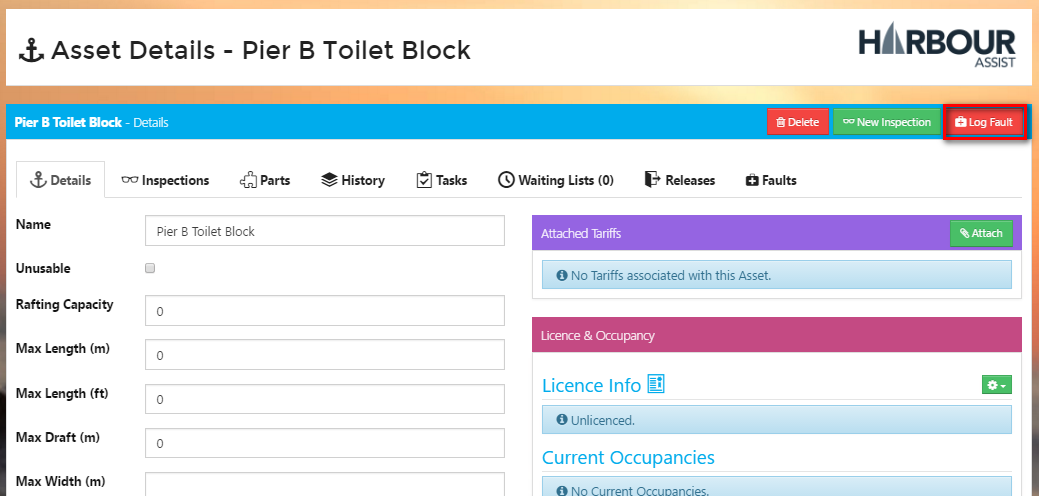 Asset Details - Pier B Toilet Block
HARBOUR
ASSIST
Pier B Toilet Block - Details
Delete
New Inspection
Log Fault
Details
Inspections
Parts
History
Tasks
Waiting Lists (0)
Releases
Faults
Name
Pier B Toilet Block
Unusable
Rafting Capacity
0
Max Length (m)
0
Max Length (ft)
0
Max Draft (m)
0
Max Width (m)
Attached Tariffs
Attach
No Tariffs associated with this Asset.
Licence & Occupancy
Licence Info
Unlicenced.
Current Occupancies
No Current Occupancies.